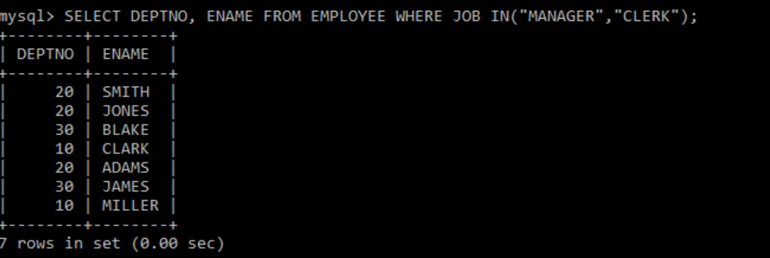 mysql> SELECT DEPTNO, ENAME FROM EMPLOYEE WHERE JOB IN("MANAGER","CLERK");
+--------+--------+
| DEPTNO | ENAME  |
+--------+--------+
|     20 | SMITH  |
|     20 | JONES  |
|     30 | BLAKE  |
|     10 | CLARK  |
|     20 | ADAMS  |
|     30 | JAMES  |
|     10 | MILLER |
+--------+--------+
7 rows in set (0.00 sec)